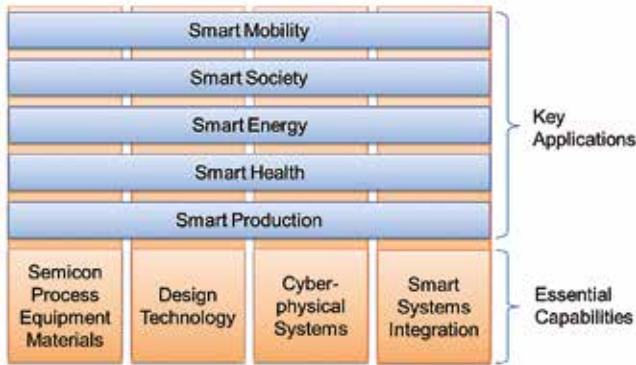 Smart Mobility
Smart Society
Smart Energy
Smart Health
Smart Production
Key
Applications
Semicon
Process
Equipment
Materials
Design
Technology
Cyber-
physical
Systems
Smart
Systems
Integration
Essential
Capabilities